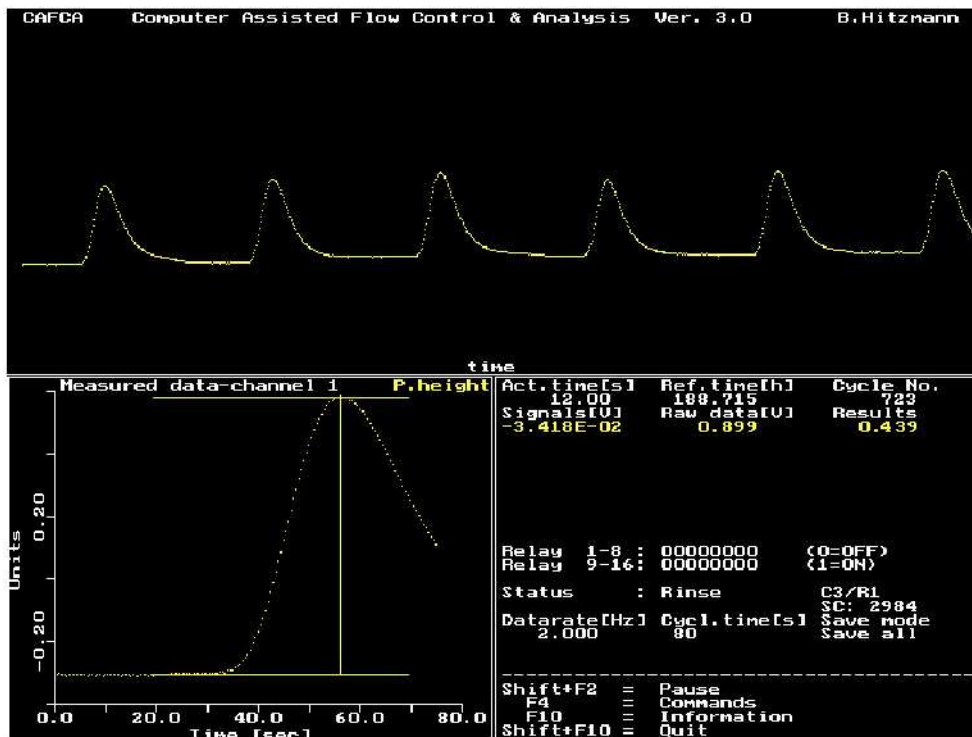 CAFCA Computer Assisted Flow Control & Analysis Ver. 3.0 B.Hitzmann
time
Measured data-channel 1 P.height
Units
0.20
-0.20
0.0 20.0 40.0 60.0 80.0
Time [sec]
Act.time[s] Ref.time[h] Cycle No.
12.00 188.715 723
Signals[V] Raw data[V] Results
-3.418E-02 0.899 0.439
Relay 1-8 : 00000000 (0=OFF)
Relay 9-16: 00000000 (1=ON)
Status : Rinse C3/R1
SC: 2984
Datarate[Hz] Cycl.time[s] Save mode
2.000 80 Save all
Shift+F2 = Pause
F4 = Commands
F10 = Information
Shift+F10 = Quit